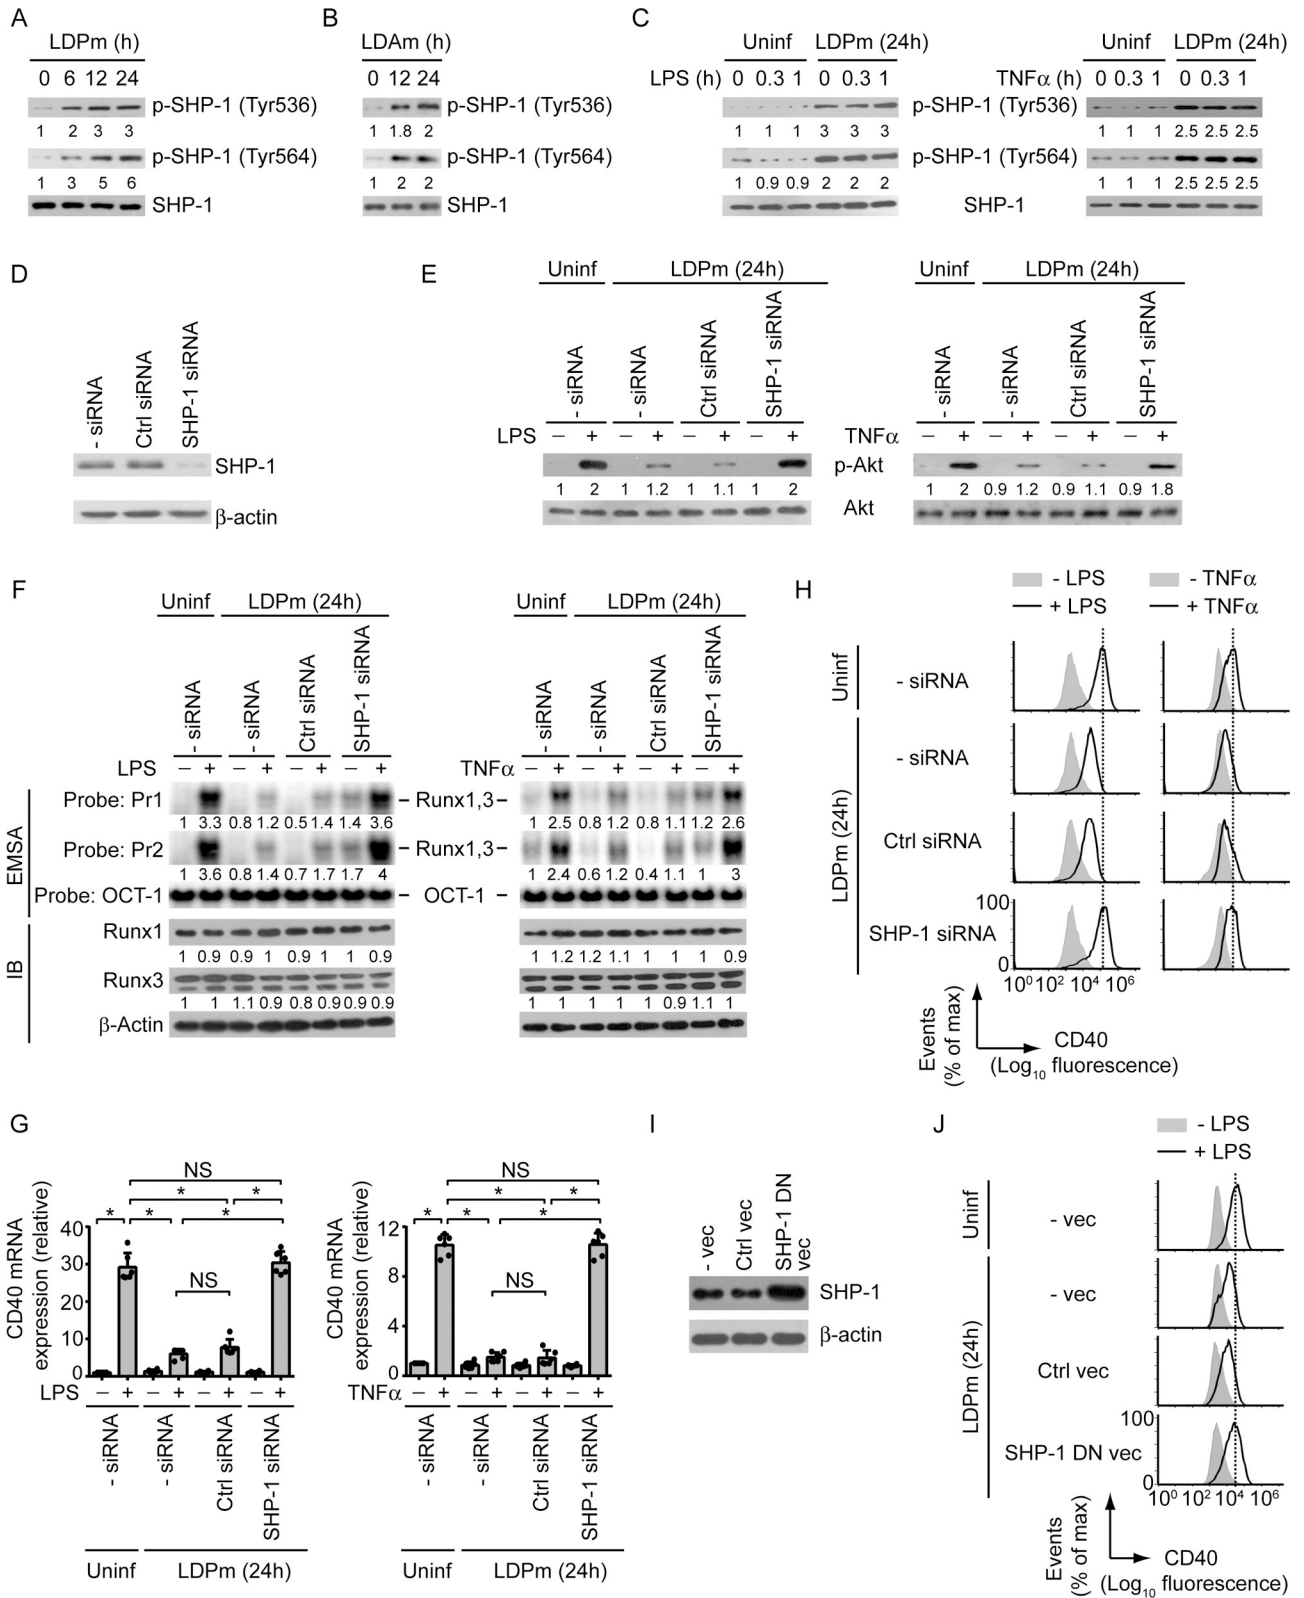 A
LDPm (h)
0 6 12 24
p-SHP-1 (Tyr536)
1 2 3 3
p-SHP-1 (Tyr564)
1 3 5 6
SHP-1
B
LDAm (h)
0 12 24
p-SHP-1 (Tyr536)
1 1.8 2
p-SHP-1 (Tyr564)
1 2 2
SHP-1
C
Uninf LDPm (24h) Uninf LDPm (24h)
LPS (h) 0 0.3 1 0 0.3 1 TNFα (h) 0 0.3 1 0 0.3 1
p-SHP-1 (Tyr536)
1 1 1 3 3 3 1 1 1 2.5 2.5 2.5
p-SHP-1 (Tyr564)
1 0.9 0.9 2 2 2 1 1 1 2.5 2.5 2.5
SHP-1
D
- siRNA Ctrl siRNA SHP-1 siRNA
SHP-1
β-actin
E
Uninf LDPm (24h) Uninf LDPm (24h)
- siRNA - siRNA Ctrl siRNA SHP-1 siRNA - siRNA - siRNA Ctrl siRNA SHP-1 siRNA
LPS – + – + – + – + TNFα – + – + – + – +
p-Akt
1 2 1 1.2 1 1.1 1 2 1 2 0.9 1.2 0.9 1.1 0.9 1.8
Akt
F
Uninf LDPm (24h) Uninf LDPm (24h)
- siRNA - siRNA Ctrl siRNA SHP-1 siRNA - siRNA - siRNA Ctrl siRNA SHP-1 siRNA
LPS – + – + – + – + TNFα – + – + – + – +
EMSA
Probe: Pr1 – Runx1,3 –
1 3.3 0.8 1.2 0.5 1.4 1.4 3.6 1 2.5 0.8 1.2 0.8 1.1 1.2 2.6
Probe: Pr2 – Runx1,3 –
1 3.6 0.8 1.4 0.7 1.7 1.7 4 1 2.4 0.6 1.2 0.4 1.1 1 3
Probe: OCT-1 – OCT-1 –
IB
Runx1
1 0.9 0.9 1 0.9 1 1 0.9 1 1.2 1.2 1.1 1 1 1 0.9
Runx3
1 1 1.1 0.9 0.8 0.9 0.9 0.9 1 1 1 1 1 0.9 1.1 1
β-Actin
H
- LPS - TNFα
+ LPS + TNFα
Uninf
- siRNA
LDPm (24h)
- siRNA
Ctrl siRNA
SHP-1 siRNA
100
0
10⁰ 10² 10⁴ 10⁶
Events
(% of max)
CD40
(Log₁₀ fluorescence)
G
CD40 mRNA
expression (relative)
NS
* *
* * *
NS
40
30
20
10
0
LPS – + – + – + – +
- siRNA - siRNA Ctrl siRNA SHP-1 siRNA
Uninf LDPm (24h)
CD40 mRNA
expression (relative)
NS
* *
* * *
NS
12
8
4
0
TNFα – + – + – + – +
- siRNA - siRNA Ctrl siRNA SHP-1 siRNA
Uninf LDPm (24h)
I
- vec Ctrl vec SHP-1 DN vec
SHP-1
β-actin
J
- LPS
+ LPS
Uninf
- vec
LDPm (24h)
- vec
Ctrl vec
SHP-1 DN vec
100
0
10⁰ 10² 10⁴ 10⁶
Events
(% of max)
CD40
(Log₁₀ fluorescence)